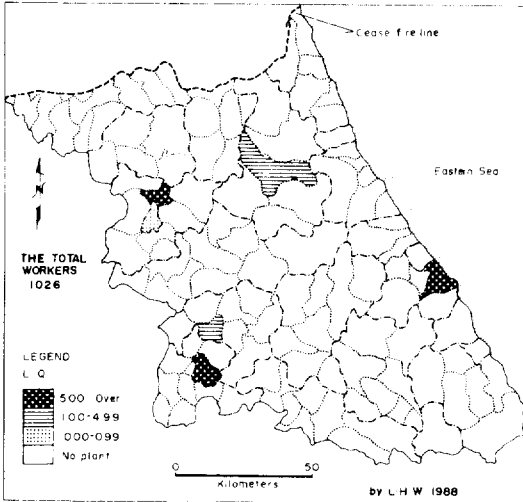 Cease fire line
Eastern Sea
THE TOTAL
WORKERS
1026
LEGEND
L Q
500 Over
100-499
000-099
No plant
0 50
Kilometers
by L H W 1988